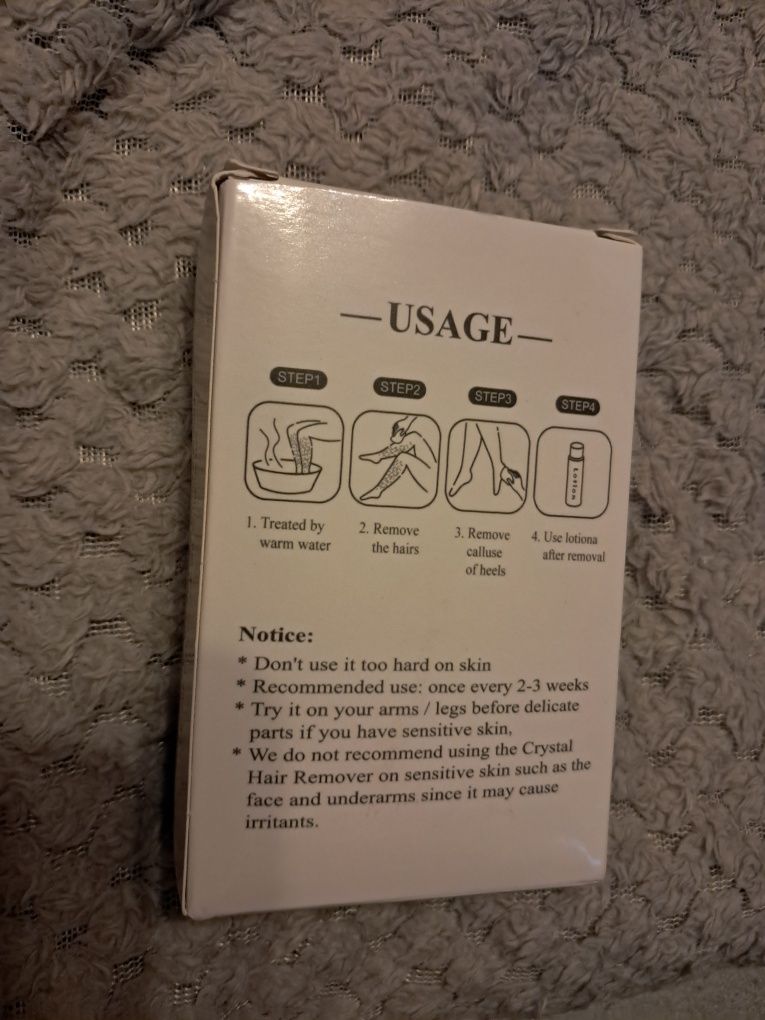 —USAGE—
STEP1 STEP2 STEP3 STEP4
Lotion
1. Treated by
warm water
2. Remove
the hairs
3. Remove
calluse
of heels
4. Use lotiona
after removal
Notice:
* Don't use it too hard on skin
* Recommended use: once every 2-3 weeks
* Try it on your arms / legs before delicate
parts if you have sensitive skin,
* We do not recommend using the Crystal
Hair Remover on sensitive skin such as the
face and underarms since it may cause
irritants.